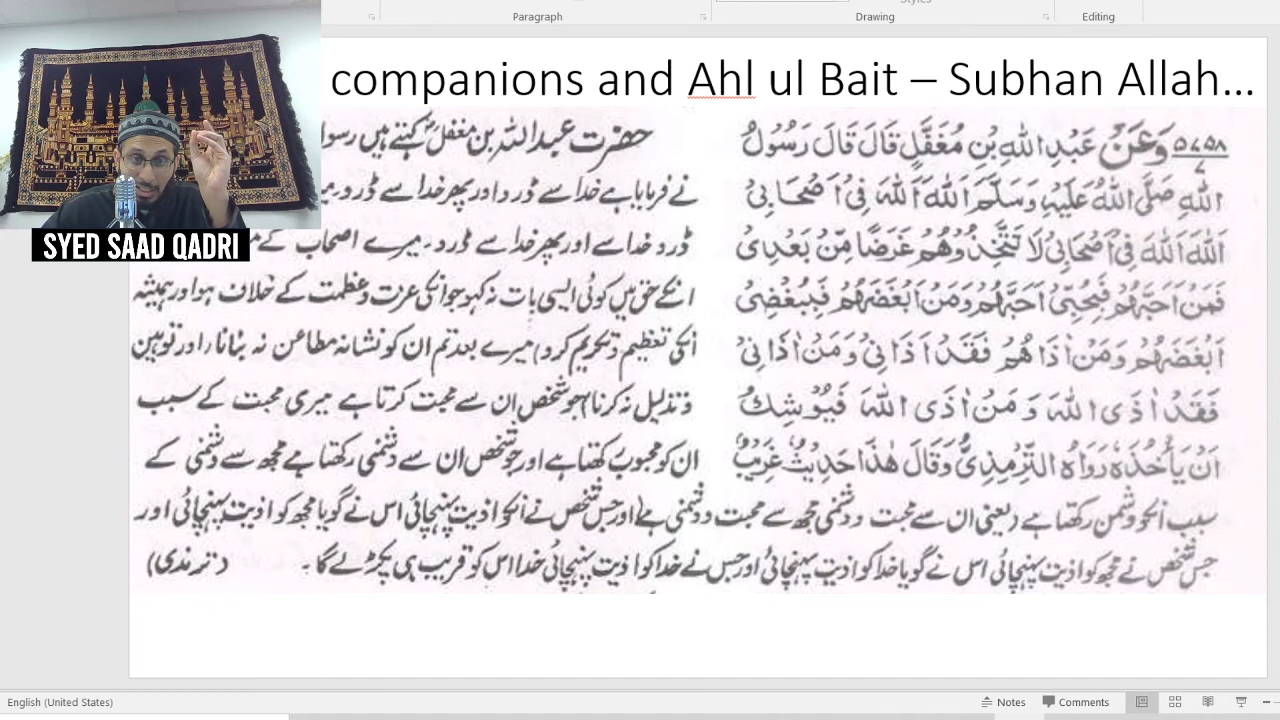 Styles
Paragraph
Drawing
Editing
companions and Ahl ul Bait – Subhan Allah...
SYED SAAD QADRI
۵۷۵۸ وَعَنْ عَبْدِ اللهِ بْنِ مُغَفَّلٍ قَالَ قَالَ رَسُوْلُ
اللهِ صَلَّى اللهُ عَلَيْهِ وَسَلَّمَ اَللهَ اَللهَ فِيْ اَصْحَابِيْ
اَللهَ اَللهَ فِيْ اَصْحَابِيْ لَا تَتَّخِذُوْهُمْ غَرَضًا مِّنْ بَعْدِيْ
فَمَنْ اَحَبَّهُمْ فَبِحُبِّيْ اَحَبَّهُمْ وَمَنْ اَبْغَضَهُمْ فَبِبُغْضِيْ
اَبْغَضَهُمْ وَمَنْ اٰذَاهُمْ فَقَدْ اٰذَانِيْ وَمَنْ اٰذَانِيْ
فَقَدْ اٰذَى اللهَ وَمَنْ اٰذَى اللهَ فَيُوْشِكُ
اَنْ يَّأْخُذَهٗ رَوَاهُ التِّرْمِذِيُّ وَقَالَ هٰذَا حَدِيْثٌ غَرِيْبٌ
حضرت عبداللہ بن مغفلؓ کہتے ہیں رسو
نے فرمایا ہے خدا سے ڈرو اور پھر خدا سے ڈرو۔
ڈرو خدا سے اور پھر خدا سے ڈرو۔ میرے اصحاب کے
انکے حق میں کوئی ایسی بات نہ کہو جو انکی عزت و عظمت کے خلاف ہو اور ہمیشہ
انکی تعظیم و تکریم کرو) میرے بعد تم ان کو نشانہ مطاعن نہ بنانا، اور توہین
و تذلیل نہ کرنا) جو شخص ان سے محبت کرتا ہے میری محبت کے سبب
ان کو محبوب رکھتا ہے اور جو شخص ان سے دشمنی رکھتا ہے مجھ سے دشمنی کے
سبب انکو دشمن رکھتا ہے (یعنی ان سے محبت و دشمنی مجھ سے محبت و دشمنی ہے) اور جس شخص نے انکو اذیت پہنچائی اس نے گویا مجھ کو اذیت پہنچائی اور
جس شخص نے مجھ کو اذیت پہنچائی اس نے گویا خدا کو اذیت پہنچائی اور جس نے خدا کو اذیت پہنچائی خدا اس کو قریب ہی پکڑے گا۔ (ترمذی)
English (United States)
Notes
Comments